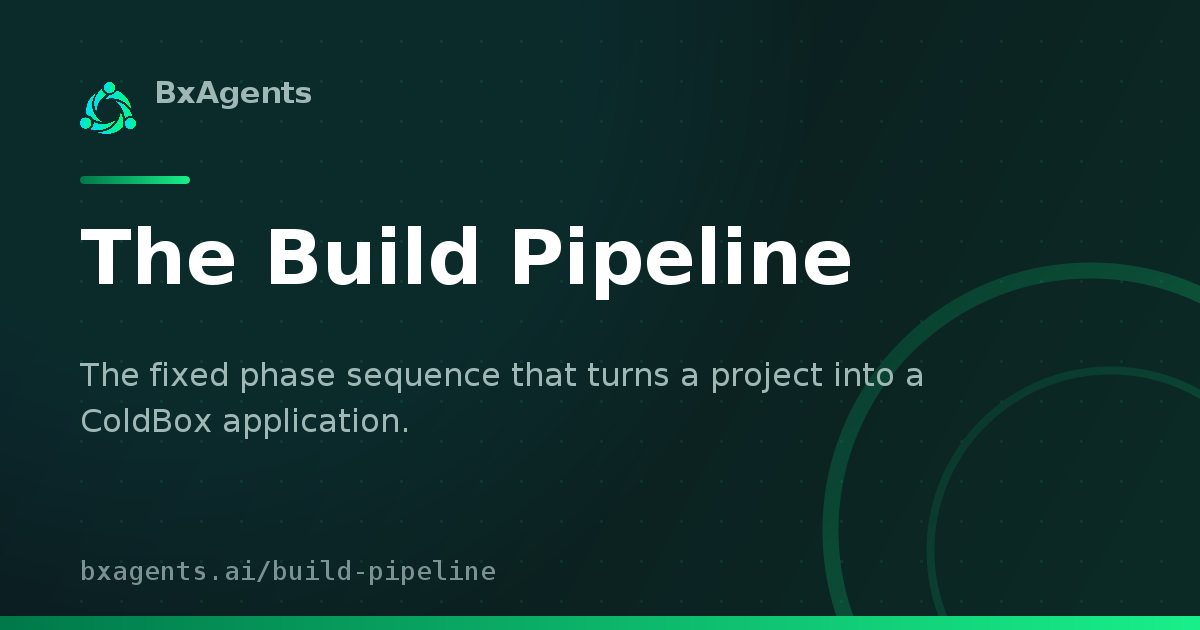 BxAgents
The Build Pipeline
The fixed phase sequence that turns a project into a
ColdBox application.
bxagents.ai/build-pipeline